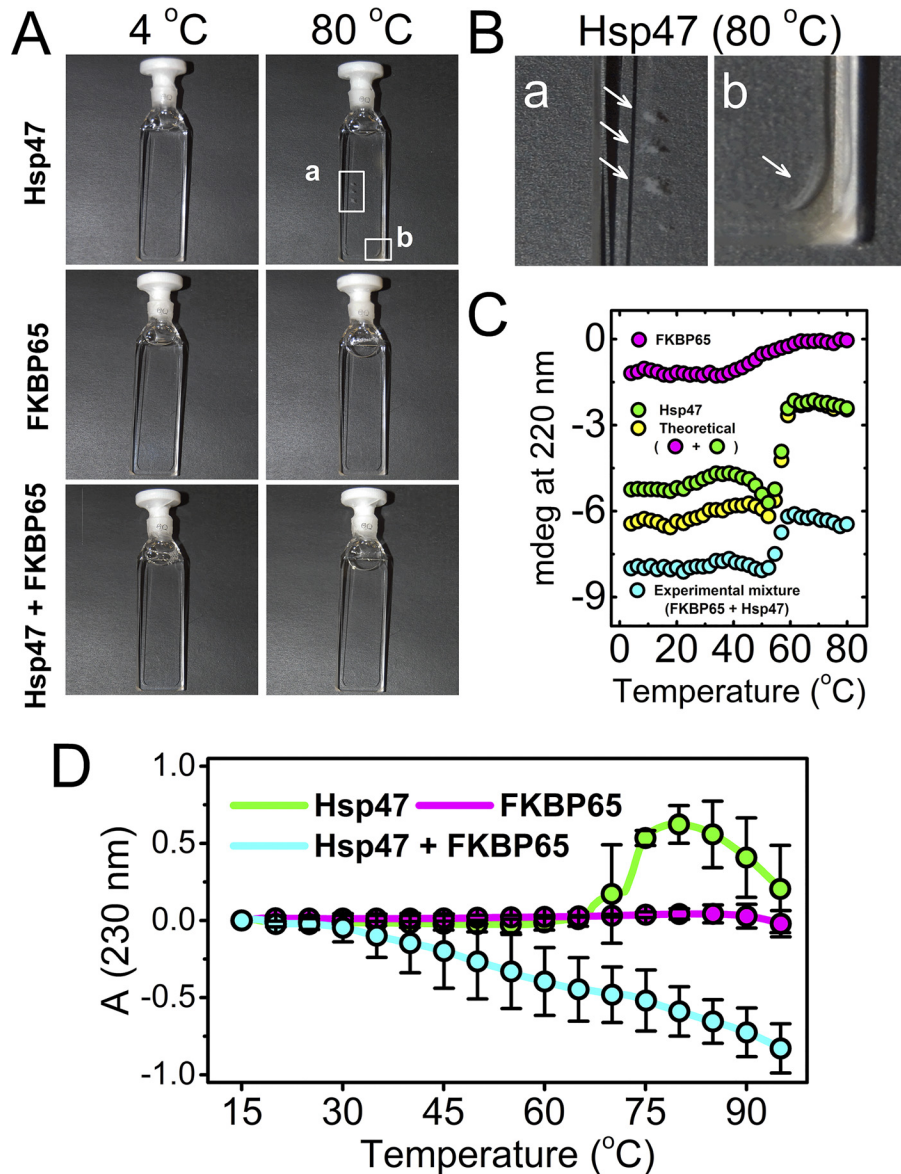 A
4 °C
80 °C
Hsp47
a
b
FKBP65
Hsp47 + FKBP65
B
Hsp47 (80 °C)
a
b
C
mdeg at 220 nm
0
-3
-6
-9
FKBP65
Hsp47
Theoretical
( + )
Experimental mixture
(FKBP65 + Hsp47)
0 20 40 60 80
Temperature (°C)
D
A (230 nm)
1.0
0.5
0.0
-0.5
-1.0
Hsp47 FKBP65
Hsp47 + FKBP65
15 30 45 60 75 90
Temperature (°C)